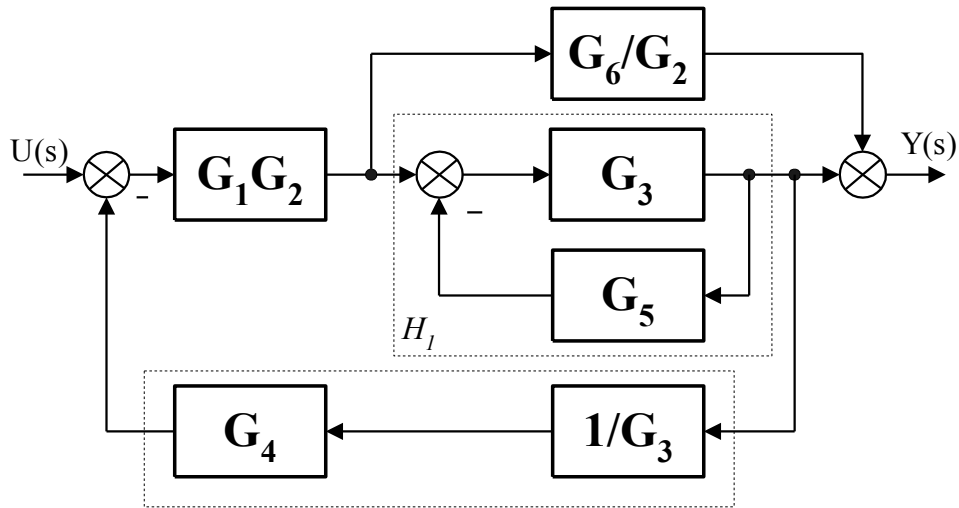 G₆/G₂
U(s)
Y(s)
-
G₁G₂
G₃
-
G₅
H₁
G₄
1/G₃